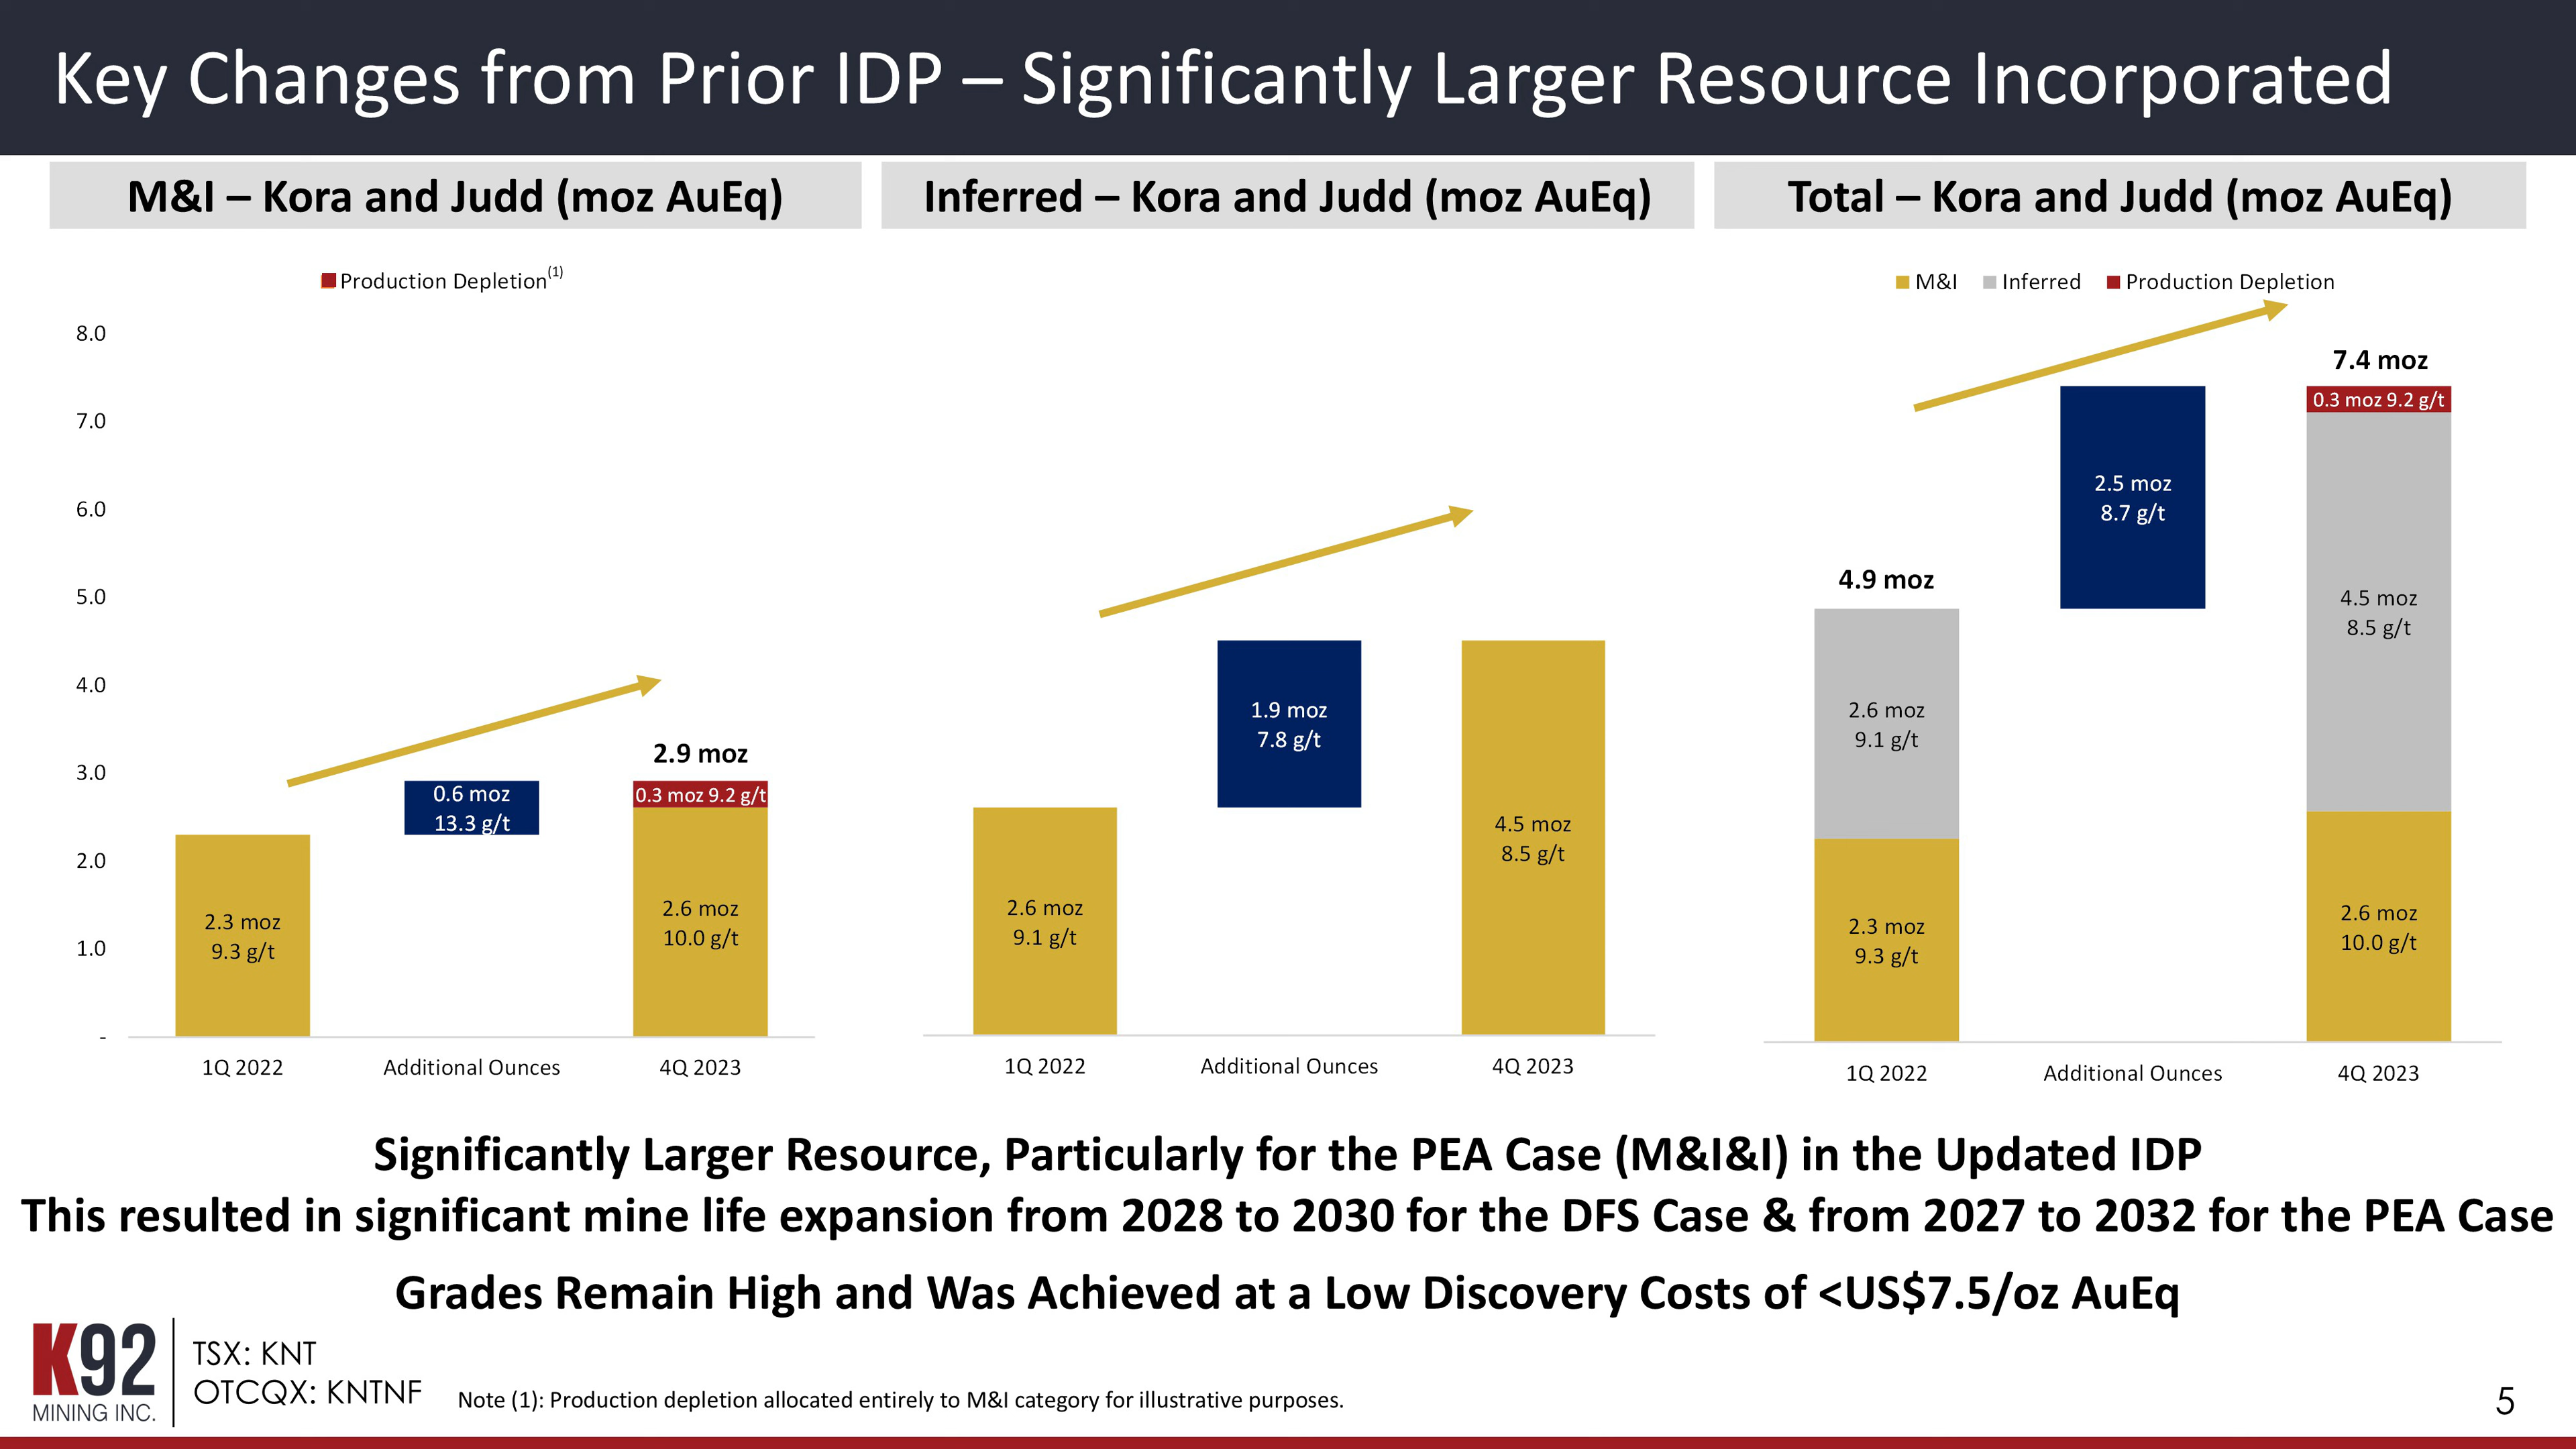 Key Changes from Prior IDP – Significantly Larger Resource Incorporated
M&I – Kora and Judd (moz AuEq)
Production Depletion(1)
8.0
7.0
6.0
5.0
4.0
3.0
2.0
1.0
-
2.3 moz
9.3 g/t
0.6 moz
13.3 g/t
2.9 moz
0.3 moz 9.2 g/t
2.6 moz
10.0 g/t
1Q 2022
Additional Ounces
4Q 2023
Inferred – Kora and Judd (moz AuEq)
2.6 moz
9.1 g/t
1.9 moz
7.8 g/t
4.5 moz
8.5 g/t
1Q 2022
Additional Ounces
4Q 2023
Total – Kora and Judd (moz AuEq)
M&I
Inferred
Production Depletion
4.9 moz
2.6 moz
9.1 g/t
2.3 moz
9.3 g/t
2.5 moz
8.7 g/t
7.4 moz
0.3 moz 9.2 g/t
4.5 moz
8.5 g/t
2.6 moz
10.0 g/t
1Q 2022
Additional Ounces
4Q 2023
Significantly Larger Resource, Particularly for the PEA Case (M&I&I) in the Updated IDP
This resulted in significant mine life expansion from 2028 to 2030 for the DFS Case & from 2027 to 2032 for the PEA Case
Grades Remain High and Was Achieved at a Low Discovery Costs of <US$7.5/oz AuEq
K92
MINING INC.
TSX: KNT
OTCQX: KNTNF
Note (1): Production depletion allocated entirely to M&I category for illustrative purposes.
5